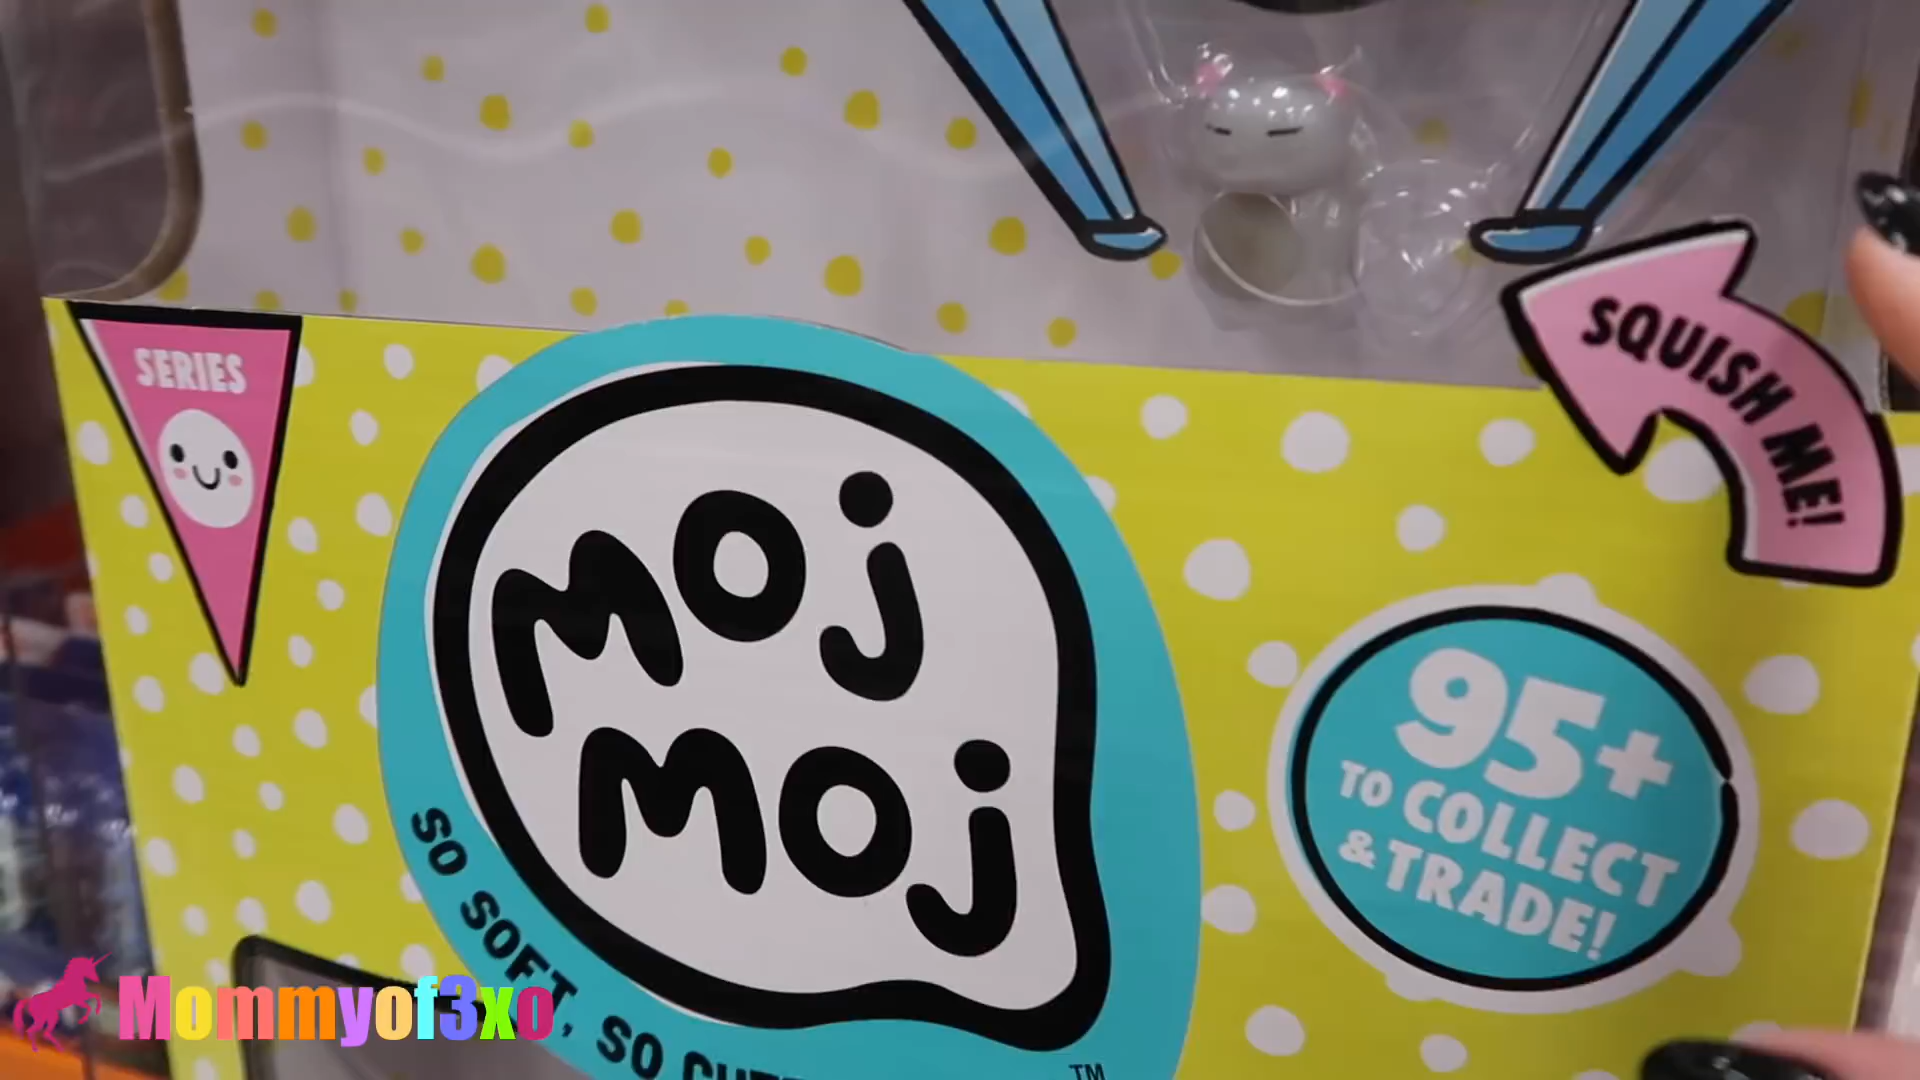 SQUISH ME!
SERIES
MOj
MOj
95+
TO COLLECT
& TRADE!
SO SOFT, SO
TM
Mommyof3xo